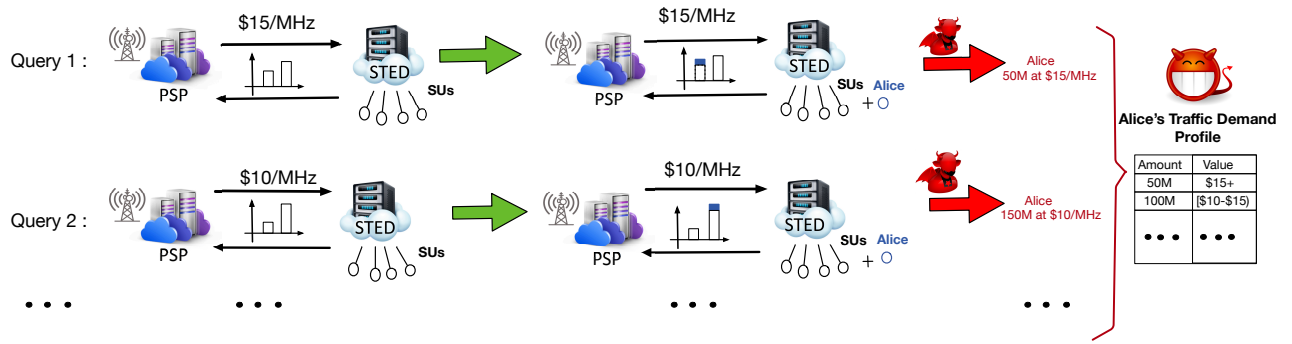 Query 1 :
$15/MHz
PSP
STED
SUs
$15/MHz
PSP
STED
SUs Alice
+
Alice
50M at $15/MHz
Query 2 :
$10/MHz
PSP
STED
SUs
$10/MHz
PSP
STED
SUs Alice
+
Alice
150M at $10/MHz
Alice's Traffic Demand
Profile
Amount Value
50M $15+
100M [$10-$15)
• • • • • •
• • • • • • • • • • • •